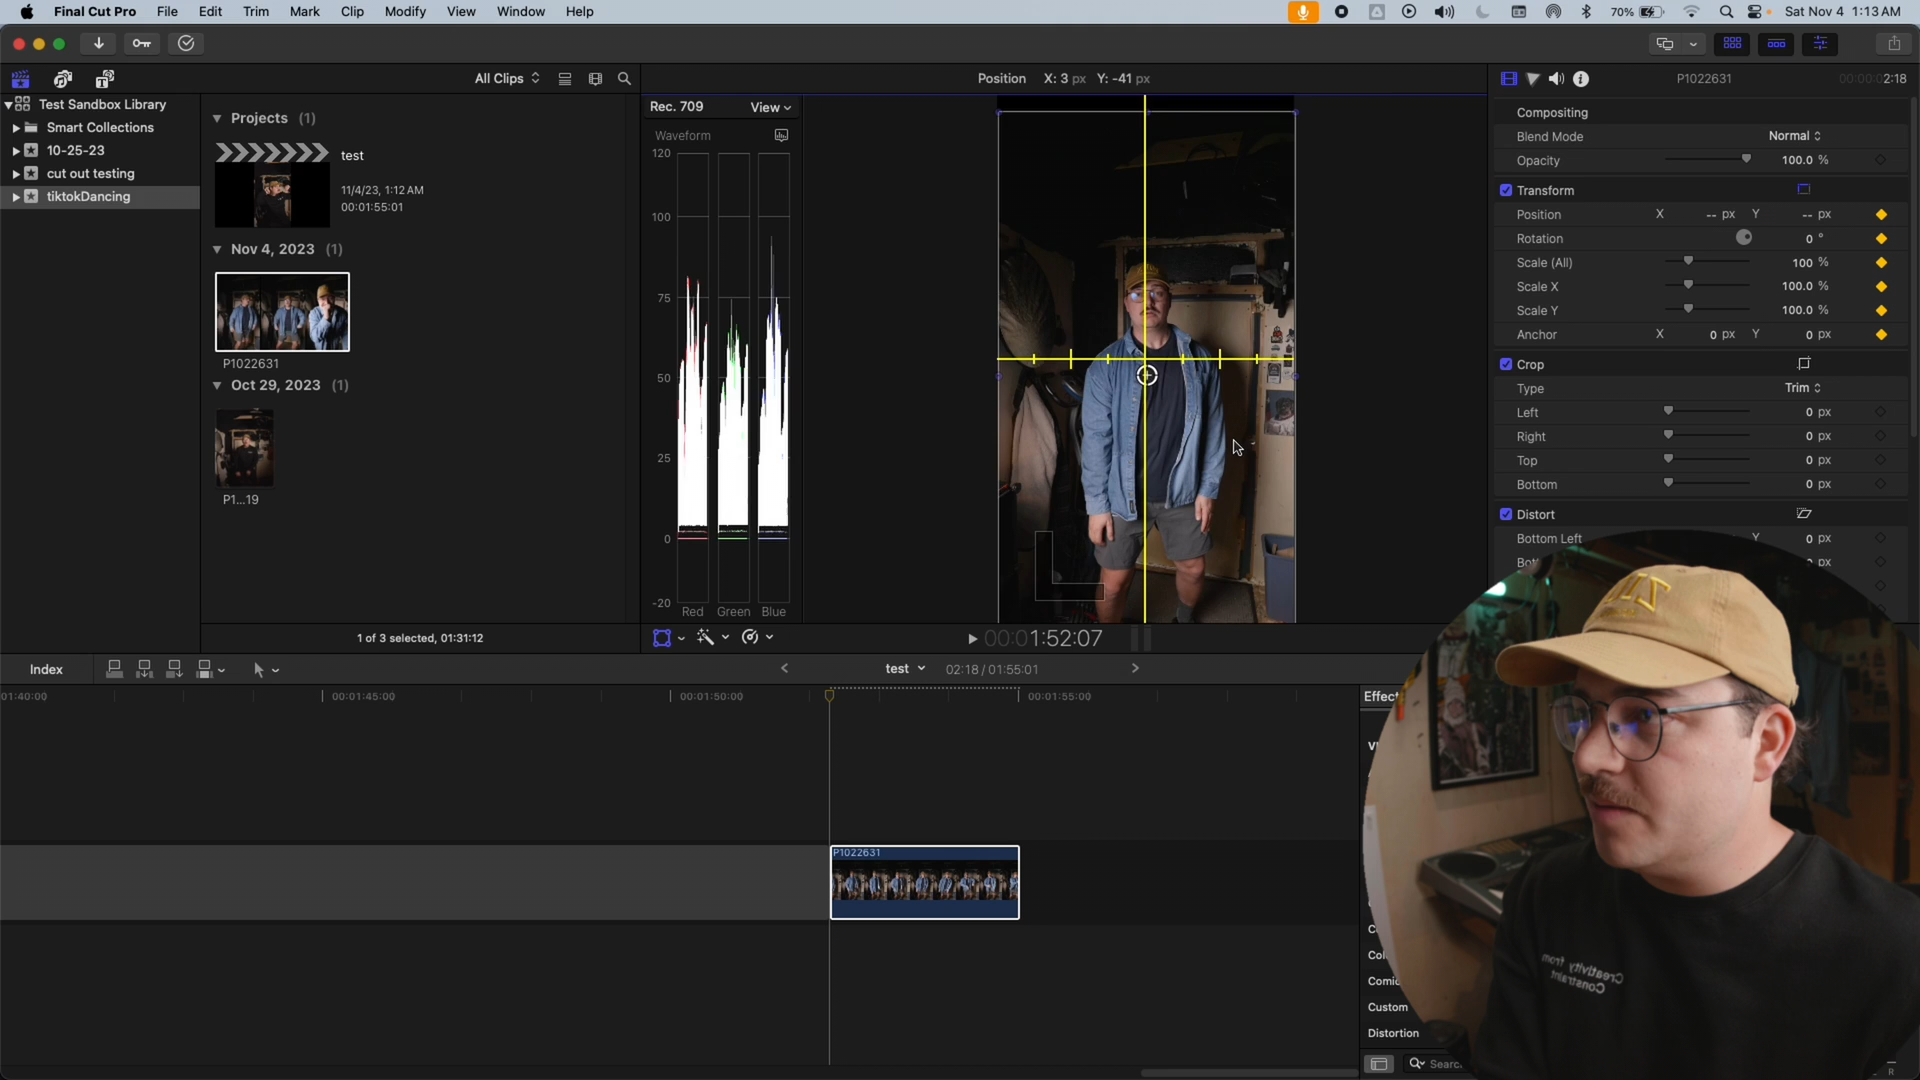 Final Cut Pro File Edit Trim Mark Clip Modify View Window Help 70% Sat Nov 4 1:13 AM
All Clips Position X: 3 px Y: -41 px P1022631 00:00:02:18
Test Sandbox Library
Smart Collections
10-25-23
cut out testing
tiktokDancing
Projects (1)
test
11/4/23, 1:12 AM
00:01:55:01
Nov 4, 2023 (1)
P1022631
Oct 29, 2023 (1)
P1...19
1 of 3 selected, 01:31:12
Rec. 709 View
Waveform
120
100
75
50
25
0
-20
Red Green Blue
00:01:52:07
Compositing
Blend Mode Normal
Opacity 100.0 %
Transform
Position X -- px Y -- px
Rotation 0 °
Scale (All) 100 %
Scale X 100.0 %
Scale Y 100.0 %
Anchor X 0 px Y 0 px
Crop
Type Trim
Left 0 px
Right 0 px
Top 0 px
Bottom 0 px
Distort
Bottom Left Y 0 px
px
Index test 02:18 / 01:55:01
01:40:00 00:01:45:00 00:01:50:00 00:01:55:00
P1022631
Effec
Col
Comic
Custom
Distortion
Searc
Creativity from
Constraint